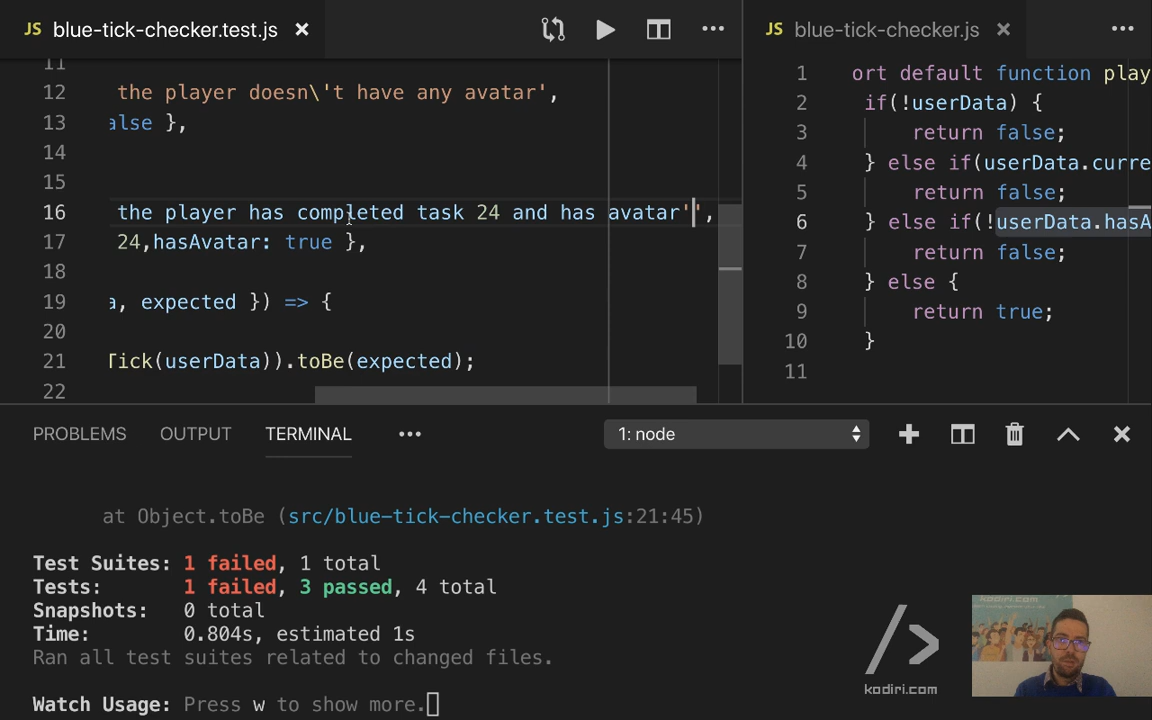 JS blue-tick-checker.test.js ×
11
12 the player doesn\'t have any avatar',
13 alse },
14
15
16 the player has completed task 24 and has avatar'',
17 24,hasAvatar: true },
18
19 a, expected }) => {
20
21 Tick(userData)).toBe(expected);
22
JS blue-tick-checker.js ×
1 ort default function play
2 if(!userData) {
3 return false;
4 } else if(userData.curre
5 return false;
6 } else if(!userData.hasA
7 return false;
8 } else {
9 return true;
10 }
11
PROBLEMS OUTPUT TERMINAL ••• 1: node
at Object.toBe (src/blue-tick-checker.test.js:21:45)
Test Suites: 1 failed, 1 total
Tests: 1 failed, 3 passed, 4 total
Snapshots: 0 total
Time: 0.804s, estimated 1s
Ran all test suites related to changed files.
Watch Usage: Press w to show more.
/>
kodiri.com
kodiri.com